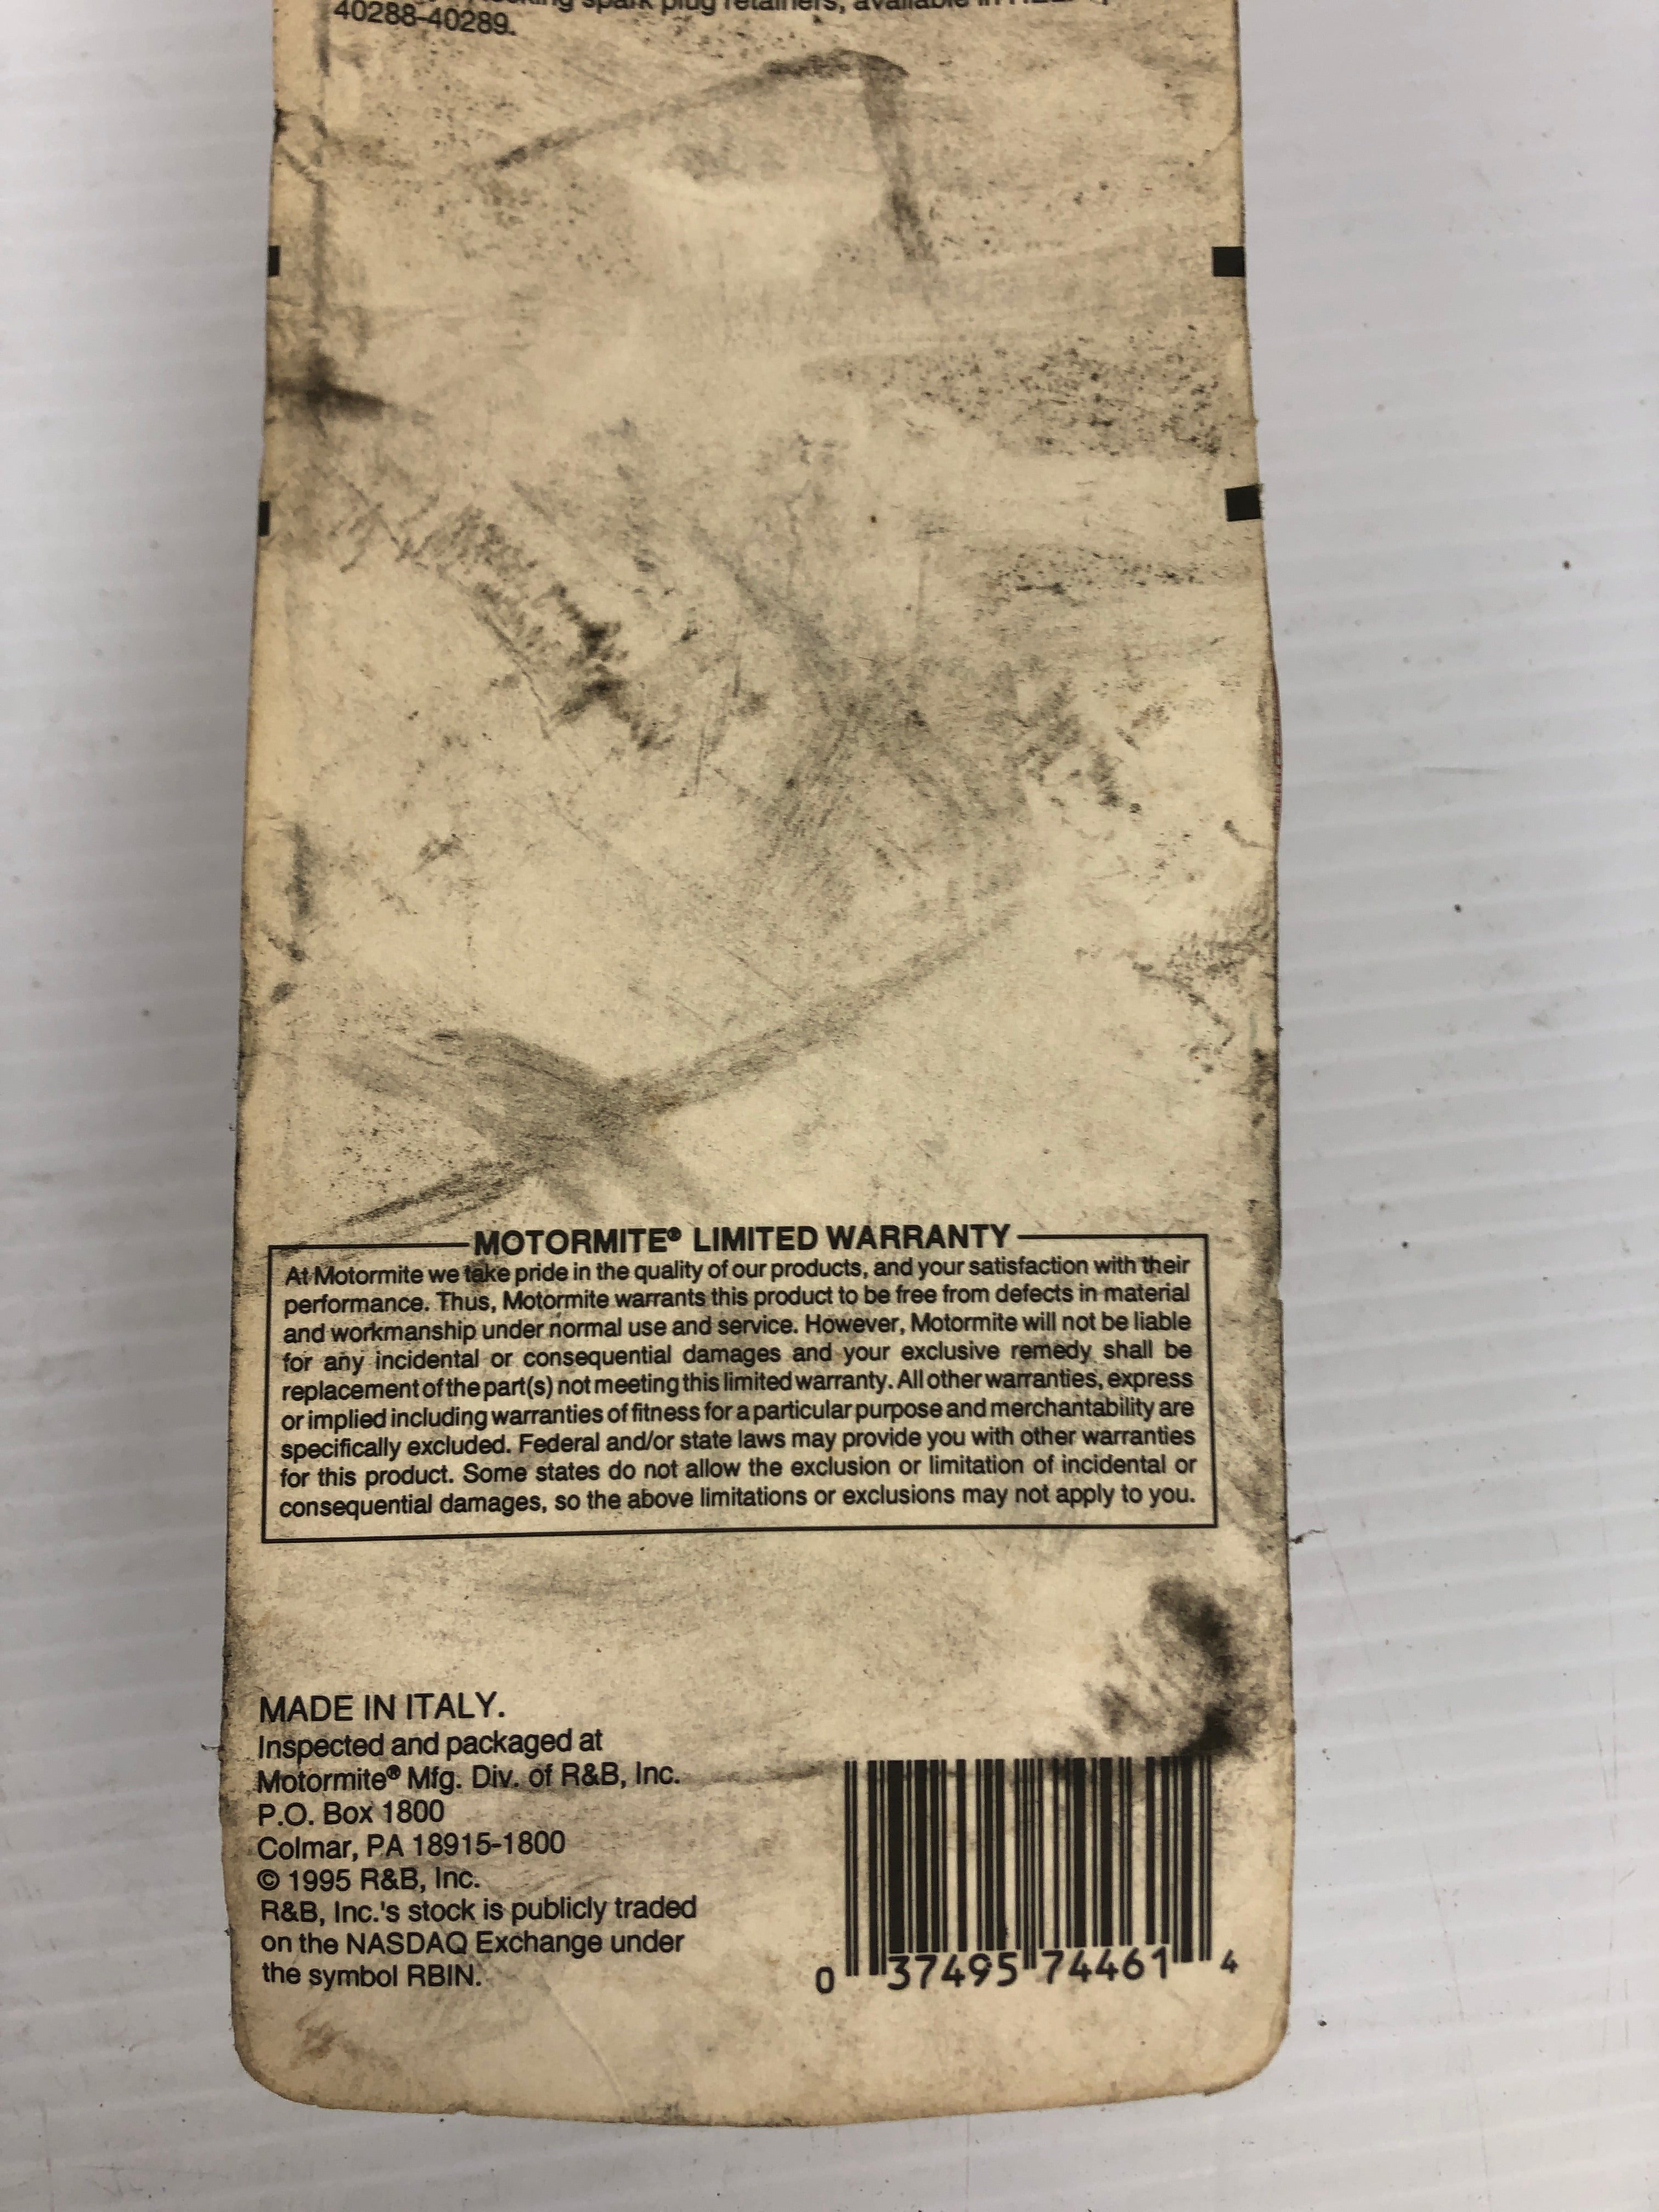 spark plug retainers, available in
40288-40289.
MOTORMITE® LIMITED WARRANTY
At Motormite we take pride in the quality of our products, and your satisfaction with their
performance. Thus, Motormite warrants this product to be free from defects in material
and workmanship under normal use and service. However, Motormite will not be liable
for any incidental or consequential damages and your exclusive remedy shall be
replacement of the part(s) not meeting this limited warranty. All other warranties, express
or implied including warranties of fitness for a particular purpose and merchantability are
specifically excluded. Federal and/or state laws may provide you with other warranties
for this product. Some states do not allow the exclusion or limitation of incidental or
consequential damages, so the above limitations or exclusions may not apply to you.
MADE IN ITALY.
Inspected and packaged at
Motormite® Mfg. Div. of R&B, Inc.
P.O. Box 1800
Colmar, PA 18915-1800
© 1995 R&B, Inc.
R&B, Inc.'s stock is publicly traded
on the NASDAQ Exchange under
the symbol RBIN.
0 37495 74461 4